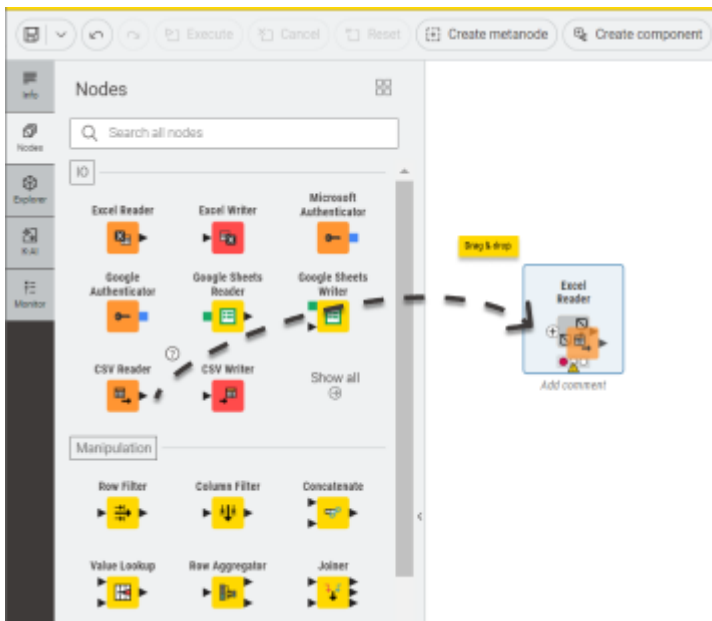 Execute
Cancel
Reset
Create metanode
Create component
Info
Nodes
Explorer
K-AI
Monitor
Nodes
Search all nodes
IO
Excel Reader
Excel Writer
Microsoft
Authenticator
Google
Authenticator
Google Sheets
Reader
Google Sheets
Writer
CSV Reader
CSV Writer
Show all
Manipulation
Row Filter
Column Filter
Concatenate
Value Lookup
Row Aggregator
Joiner
Drag & drop
Excel
Reader
Add comment